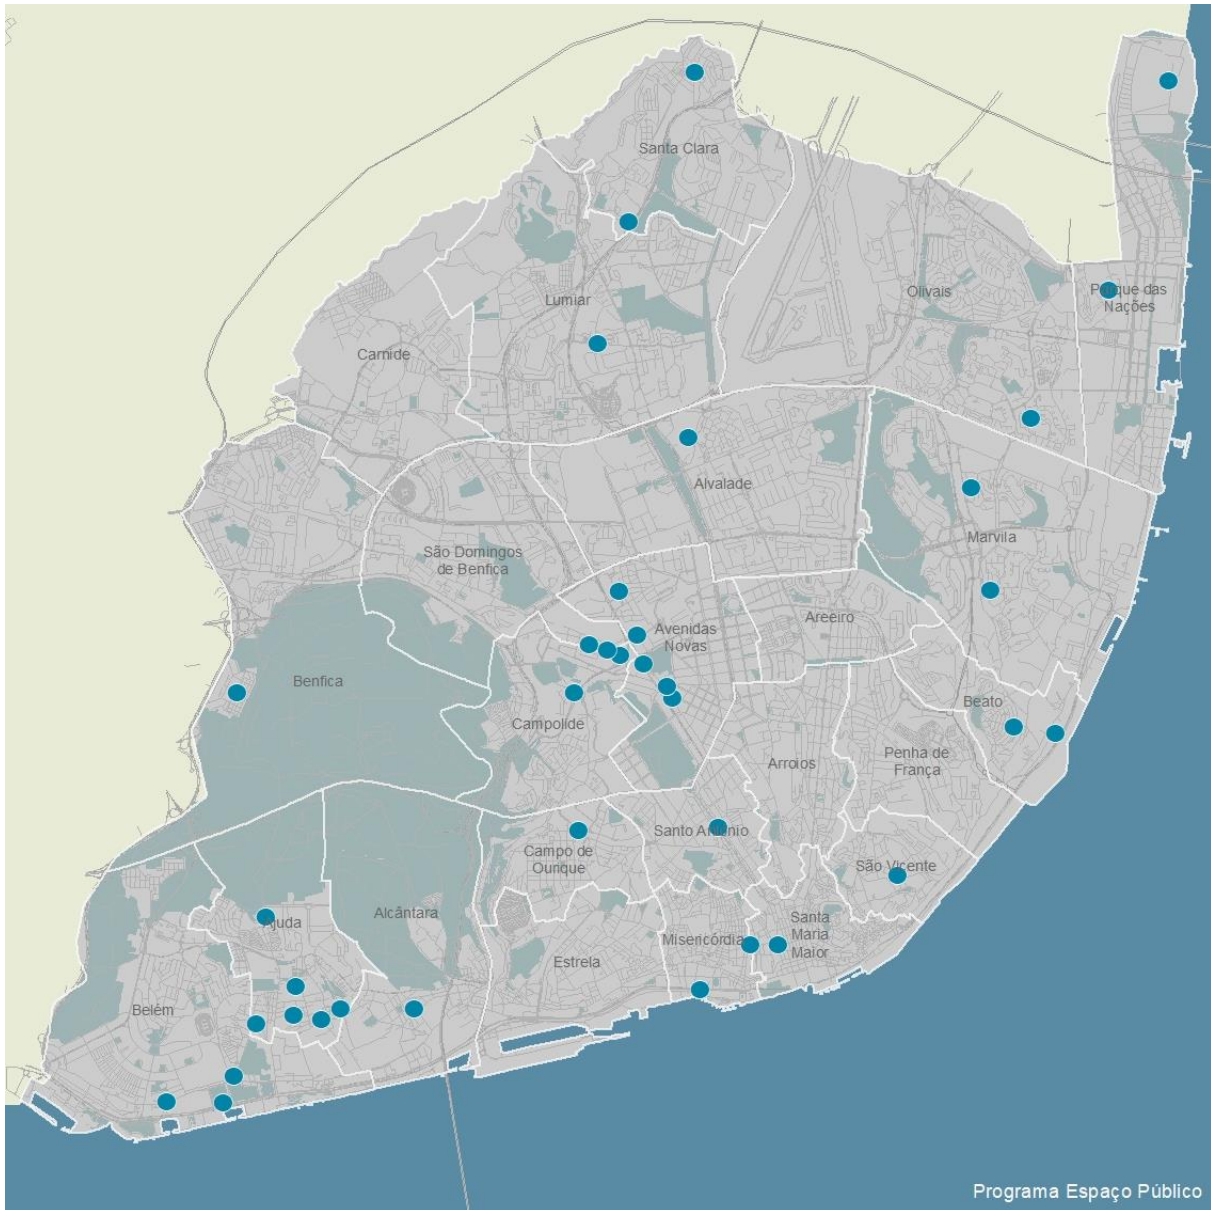 Santa Clara
Lumiar
Olivais
Parque das
Nações
Carnide
Alvalade
São Domingos
de Benfica
Marvila
Avenidas
Novas
Areeiro
Benfica
Campolide
Beato
Penha de
França
Arroios
Santo António
Campo de
Ourique
São Vicente
Ajuda
Alcântara
Misericórdia
Santa
Maria
Maior
Estrela
Belém
Programa Espaço Público